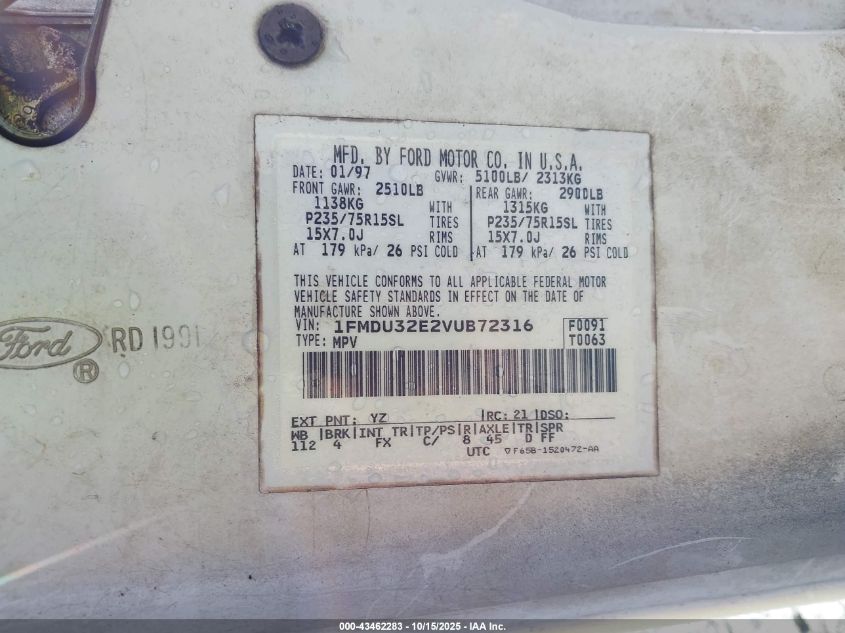 MFD. BY FORD MOTOR CO. IN U.S.A.
DATE: 01/97 GVWR: 5100LB/ 2313KG
FRONT GAWR: 2510LB REAR GAWR: 2900LB
1138KG WITH 1315KG WITH
P235/75R15SL TIRES P235/75R15SL TIRES
15X7.0J RIMS 15X7.0J RIMS
AT 179 kPa/ 26 PSI COLD AT 179 kPa/ 26 PSI COLD
THIS VEHICLE CONFORMS TO ALL APPLICABLE FEDERAL MOTOR
VEHICLE SAFETY STANDARDS IN EFFECT ON THE DATE OF
MANUFACTURE SHOWN ABOVE.
VIN: 1FMDU32E2VUB72316 F0091
TYPE: MPV T0063
EXT PNT: YZ RC: 21 DSO:
WB BRK INT TR TP/PS R AXLE TR SPR
112 4 FX C/ 8 45 D FF
UTC ▽F65B-1520472-AA
Ford ® RD 1991
000-43462283 - 10/15/2025 - IAA Inc.